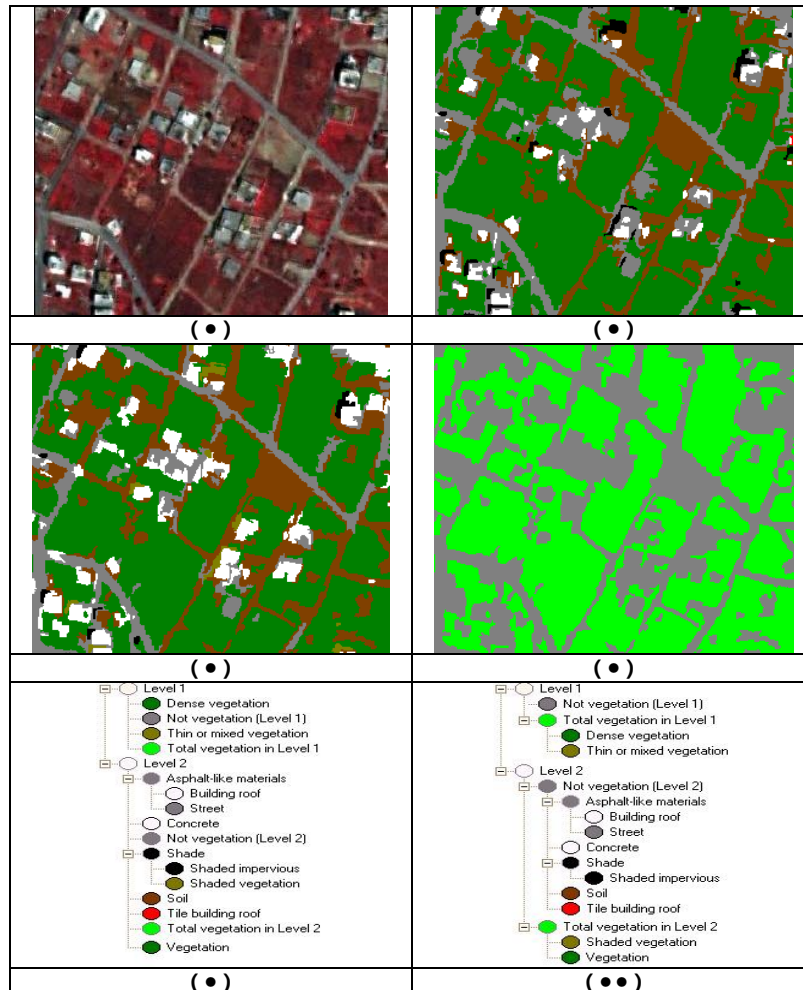 (●)
(●)
(●)
(●)
Level 1
Dense vegetation
Not vegetation (Level 1)
Thin or mixed vegetation
Total vegetation in Level 1
Level 2
Asphalt-like materials
Building roof
Street
Concrete
Not vegetation (Level 2)
Shade
Shaded impervious
Shaded vegetation
Soil
Tile building roof
Total vegetation in Level 2
Vegetation
(●)
Level 1
Not vegetation (Level 1)
Total vegetation in Level 1
Dense vegetation
Thin or mixed vegetation
Level 2
Not vegetation (Level 2)
Asphalt-like materials
Building roof
Street
Concrete
Shade
Shaded impervious
Soil
Tile building roof
Total vegetation in Level 2
Shaded vegetation
Vegetation
(●●)